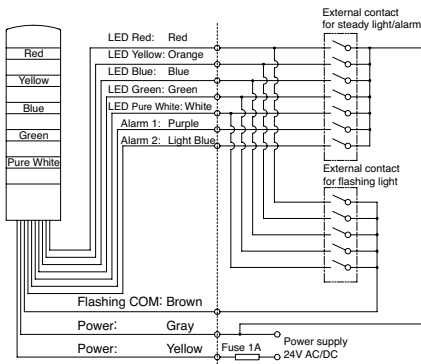 External contact
for steady light/alarm
LED Red: Red
LED Yellow: Orange
LED Blue: Blue
LED Green: Green
LED Pure White: White
Alarm 1: Purple
Alarm 2: Light Blue
Red
Yellow
Blue
Green
Pure White
External contact
for flashing light
Flashing COM: Brown
Power: Gray
Power: Yellow
Fuse 1A
Power supply
24V AC/DC